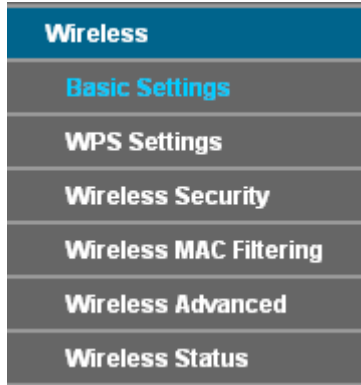 Wireless
Basic Settings
WPS Settings
Wireless Security
Wireless MAC Filtering
Wireless Advanced
Wireless Status